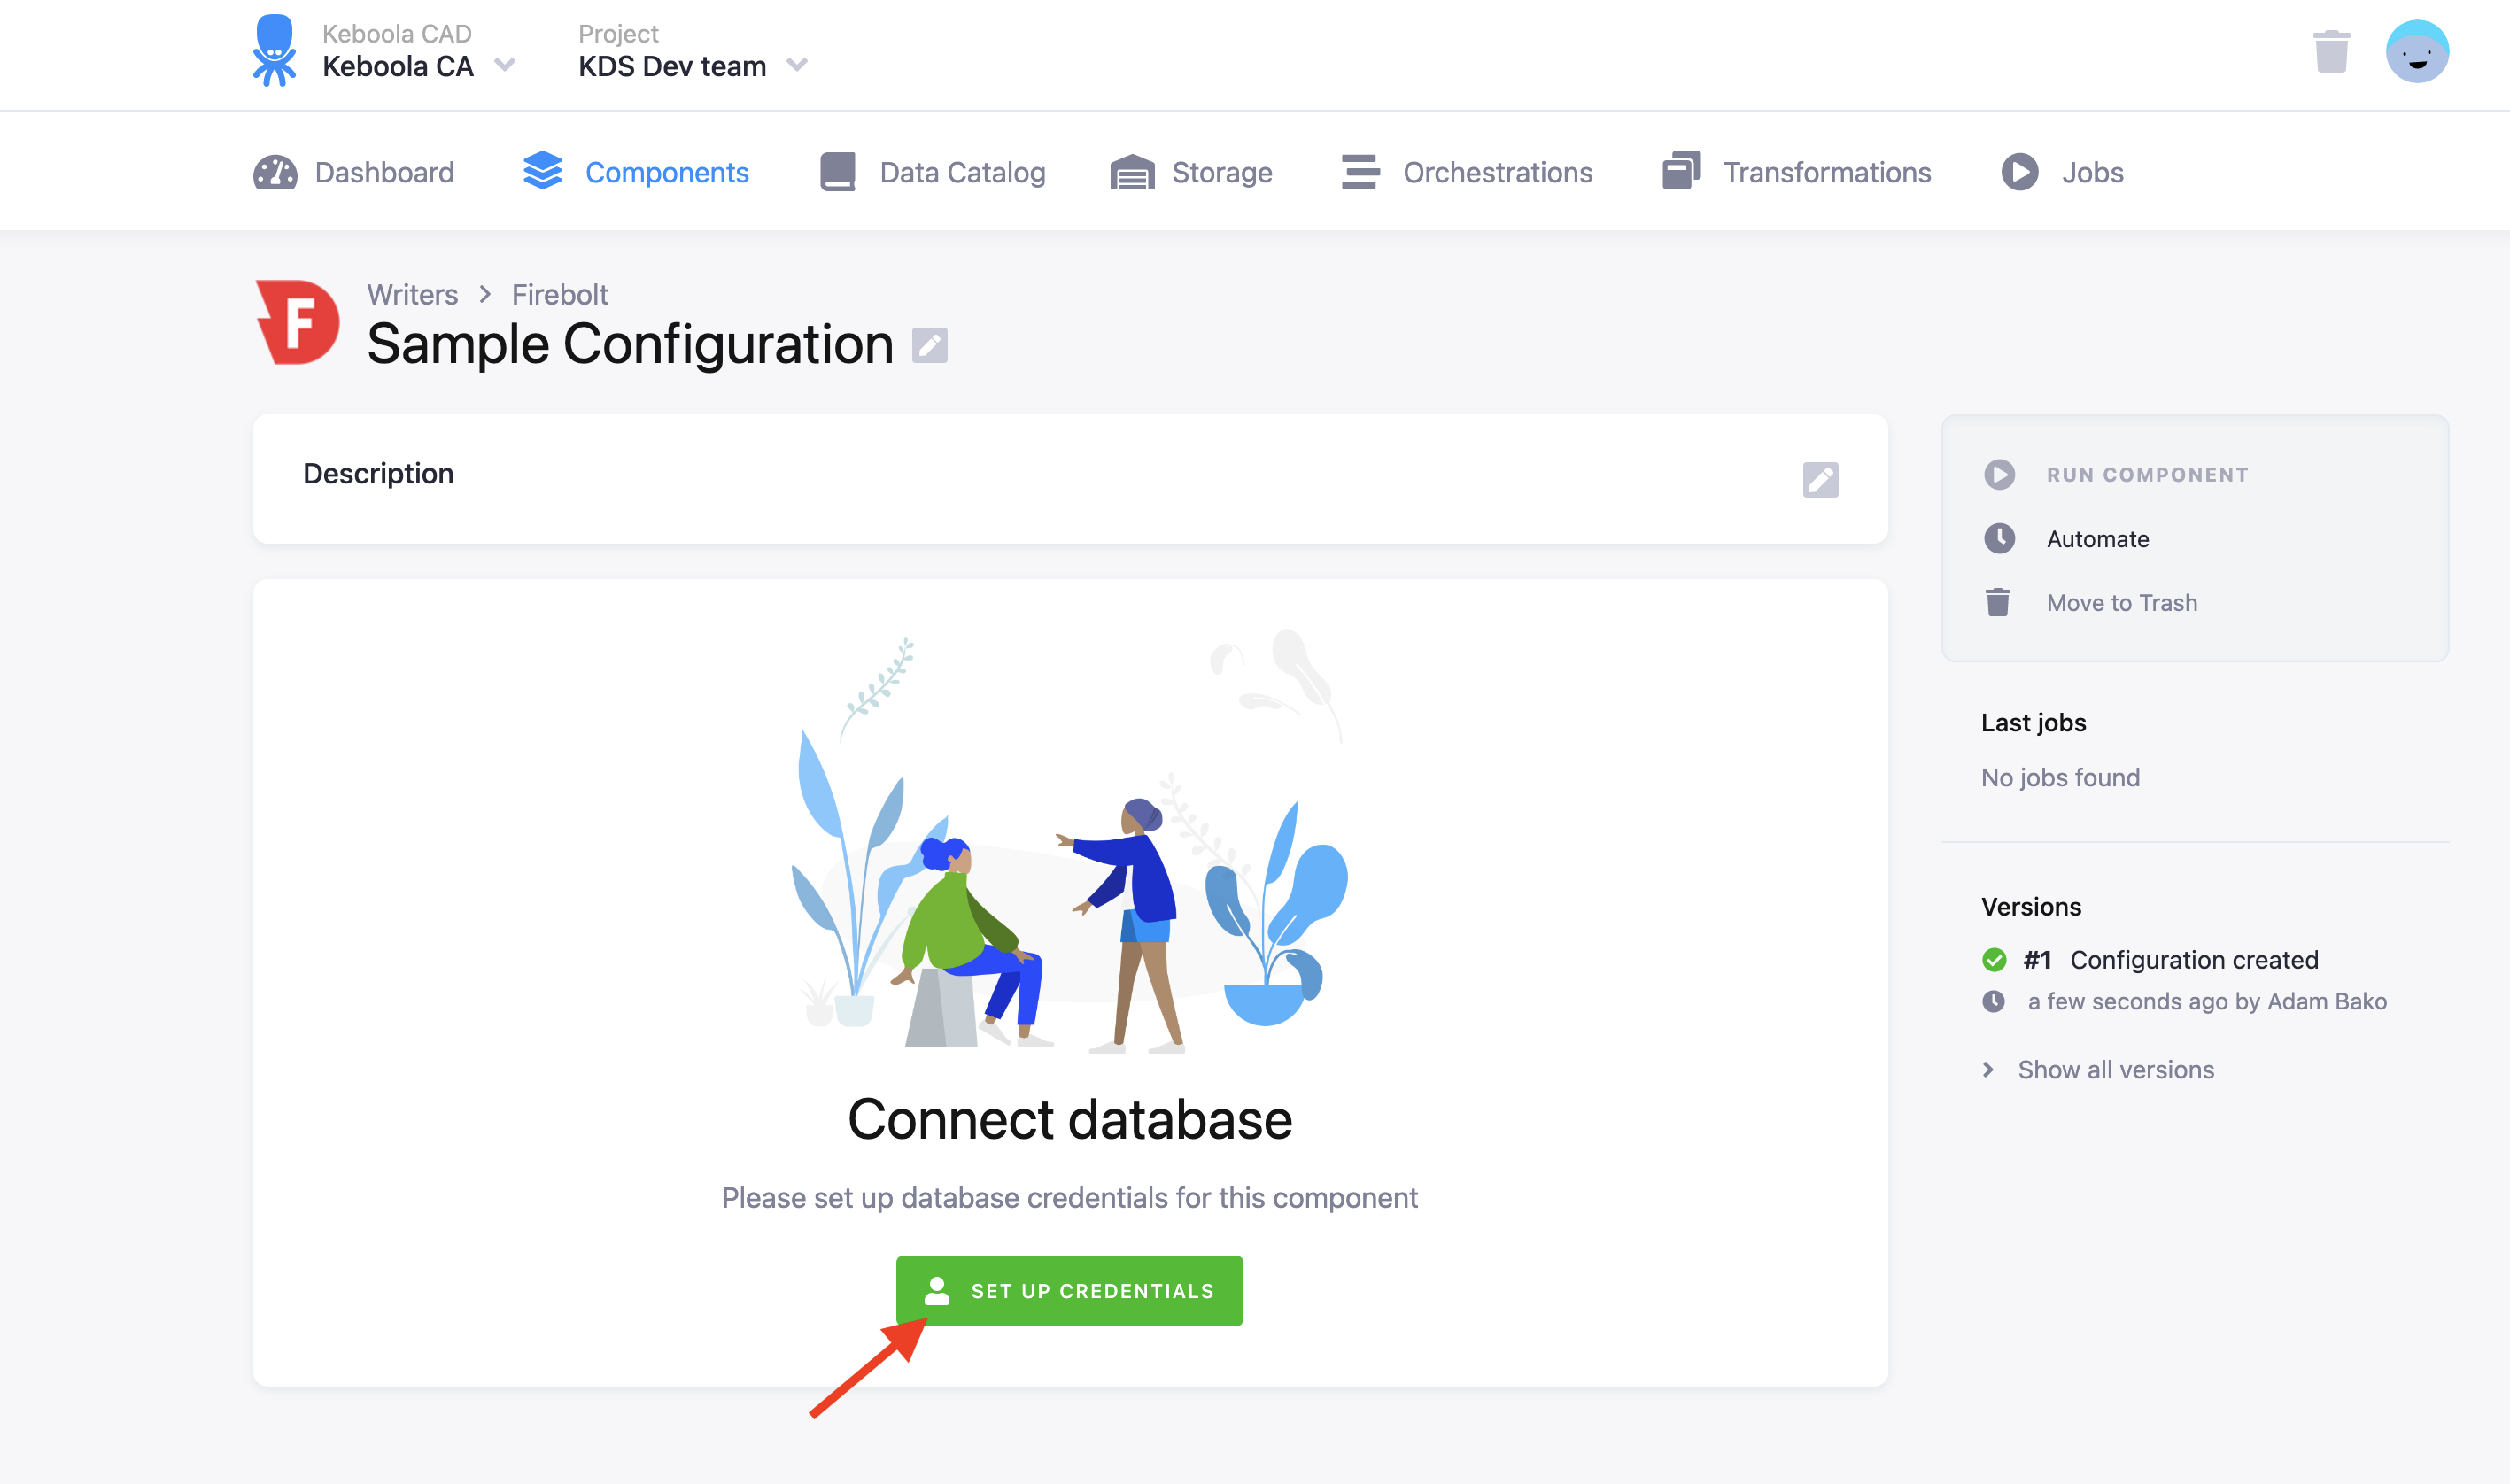 Keboola CAD
Keboola CA
Project
KDS Dev team
Dashboard
Components
Data Catalog
Storage
Orchestrations
Transformations
Jobs
F
Writers > Firebolt
Sample Configuration
Description
RUN COMPONENT
Automate
Move to Trash
Last jobs
No jobs found
Versions
#1 Configuration created
a few seconds ago by Adam Bako
Show all versions
Connect database
Please set up database credentials for this component
SET UP CREDENTIALS